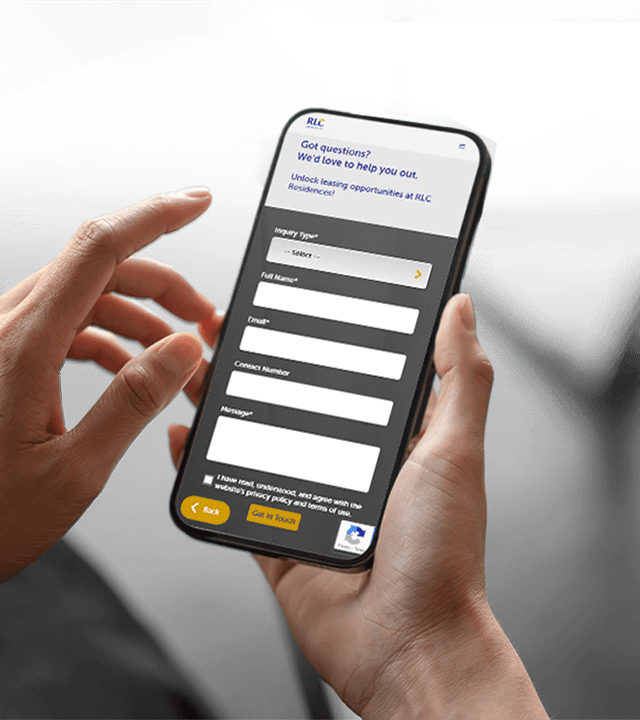 RLC
Got questions?
We'd love to help you out.
Unlock leasing opportunities at RLC
Residences!
Inquiry Type*
-- Select --
Full Name*
Email*
Contact Number
Message*
I have read, understood, and agree with the
website's privacy policy and terms of use.
Back
Get In Touch